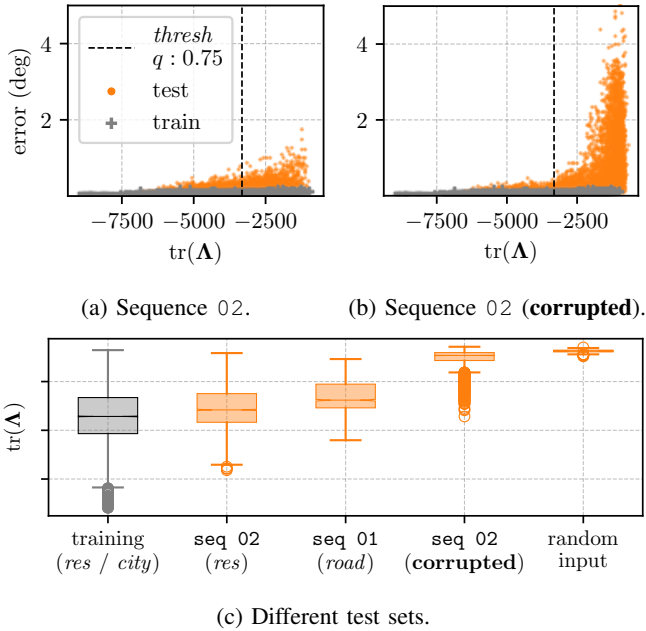 4
2
error (deg)
thresh
q : 0.75
test
train
−7500
−5000
−2500
tr(Λ)
(a) Sequence 02.
4
2
−7500
−5000
−2500
tr(Λ)
(b) Sequence 02 (corrupted).
tr(Λ)
training
(res / city)
seq 02
(res)
seq 01
(road)
seq 02
(corrupted)
random
input
(c) Different test sets.